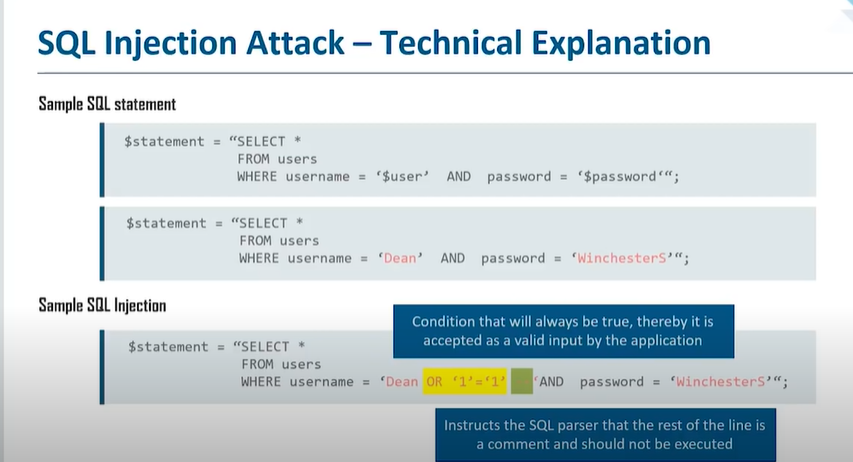 SQL Injection Attack – Technical Explanation
Sample SQL statement
$statement = “SELECT *
FROM users
WHERE username = ‘$user’ AND password = ‘$password‘“;
$statement = “SELECT *
FROM users
WHERE username = ‘Dean’ AND password = ‘WinchesterS’“;
Sample SQL Injection
Condition that will always be true, thereby it is
accepted as a valid input by the application
$statement = “SELECT *
FROM users
WHERE username = ‘Dean OR ‘1’=‘1’ ‘AND password = ‘WinchesterS’“;
Instructs the SQL parser that the rest of the line is
a comment and should not be executed